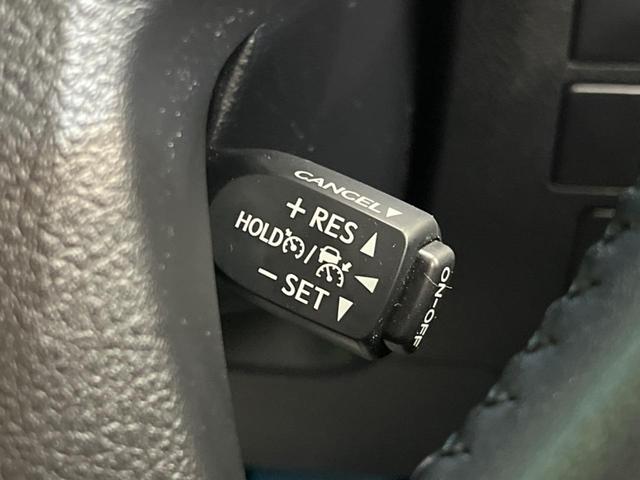 CANCEL▼
+ RES ▲
HOLD /
− SET ▼
ON-OFF